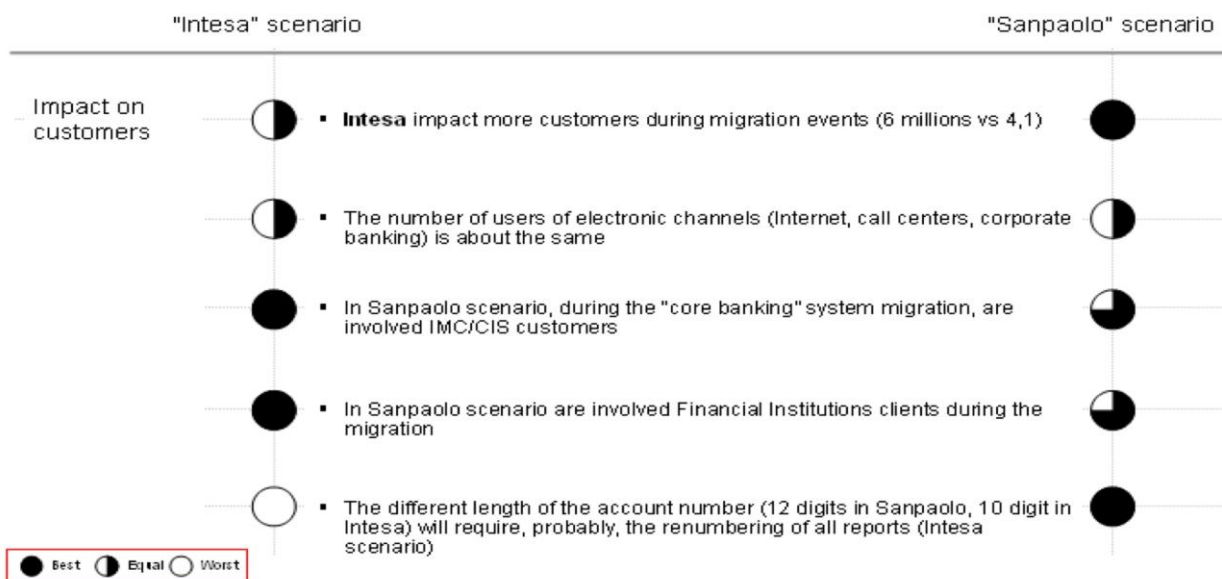 "Intesa" scenario
"Sanpaolo" scenario
Impact on
customers
▪ Intesa impact more customers during migration events (6 millions vs 4,1)
▪ The number of users of electronic channels (Internet, call centers, corporate
banking) is about the same
▪ In Sanpaolo scenario, during the "core banking" system migration, are
involved IMC/CIS customers
▪ In Sanpaolo scenario are involved Financial Institutions clients during the
migration
▪ The different length of the account number (12 digits in Sanpaolo, 10 digit in
Intesa) will require, probably, the renumbering of all reports (Intesa
scenario)
Best Equal Worst